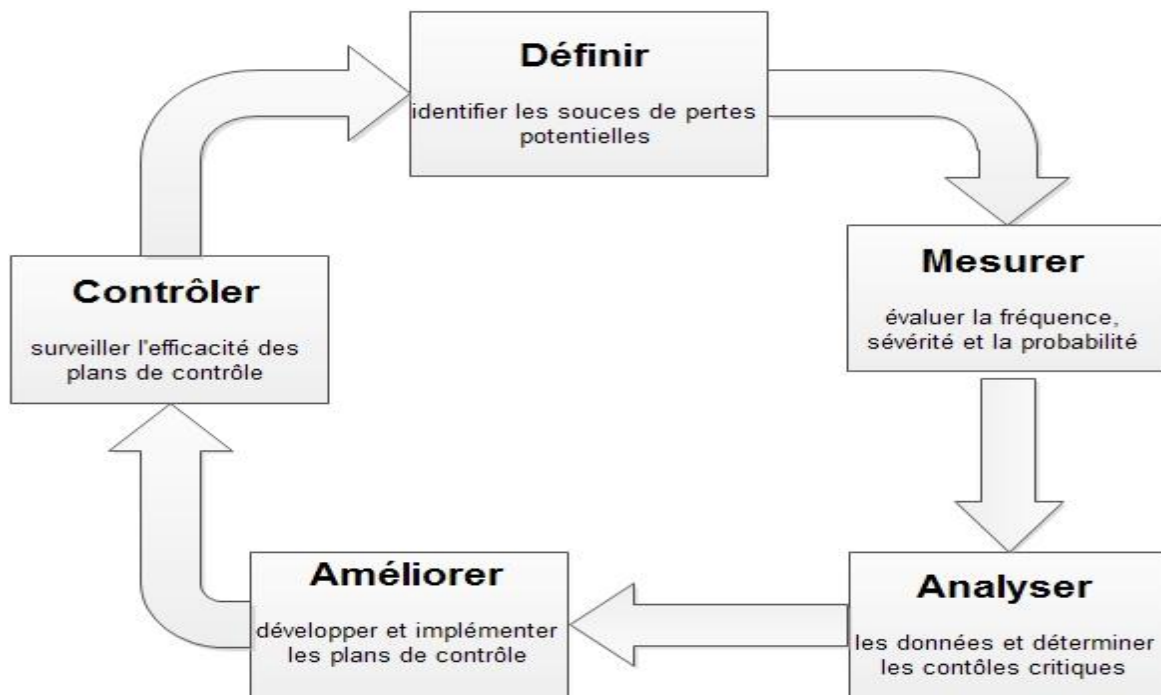 Définir
identifier les souces de pertes
potentielles
Mesurer
évaluer la fréquence,
sévérité et la probabilité
Analyser
les données et déterminer
les contôles critiques
Améliorer
développer et implémenter
les plans de contrôle
Contrôler
surveiller l'efficacité des
plans de contrôle